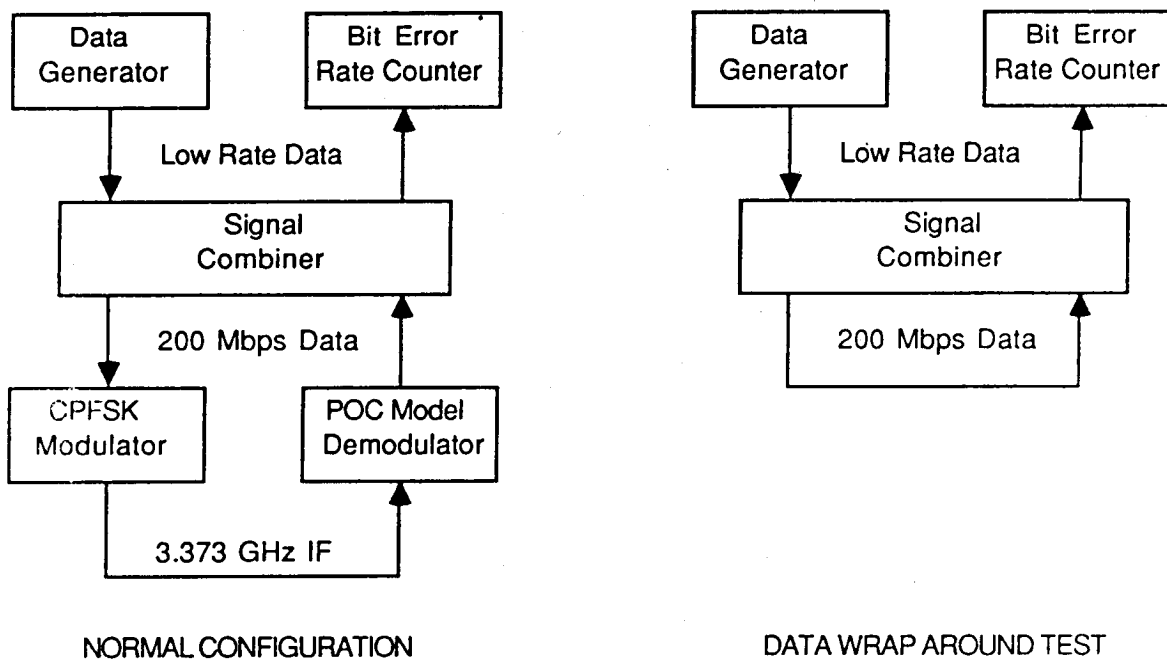 Data
Generator
Bit Error
Rate Counter
Low Rate Data
Signal
Combiner
200 Mbps Data
CPFSK
Modulator
POC Model
Demodulator
3.373 GHz IF
NORMAL CONFIGURATION
Data
Generator
Bit Error
Rate Counter
Low Rate Data
Signal
Combiner
200 Mbps Data
DATA WRAP AROUND TEST